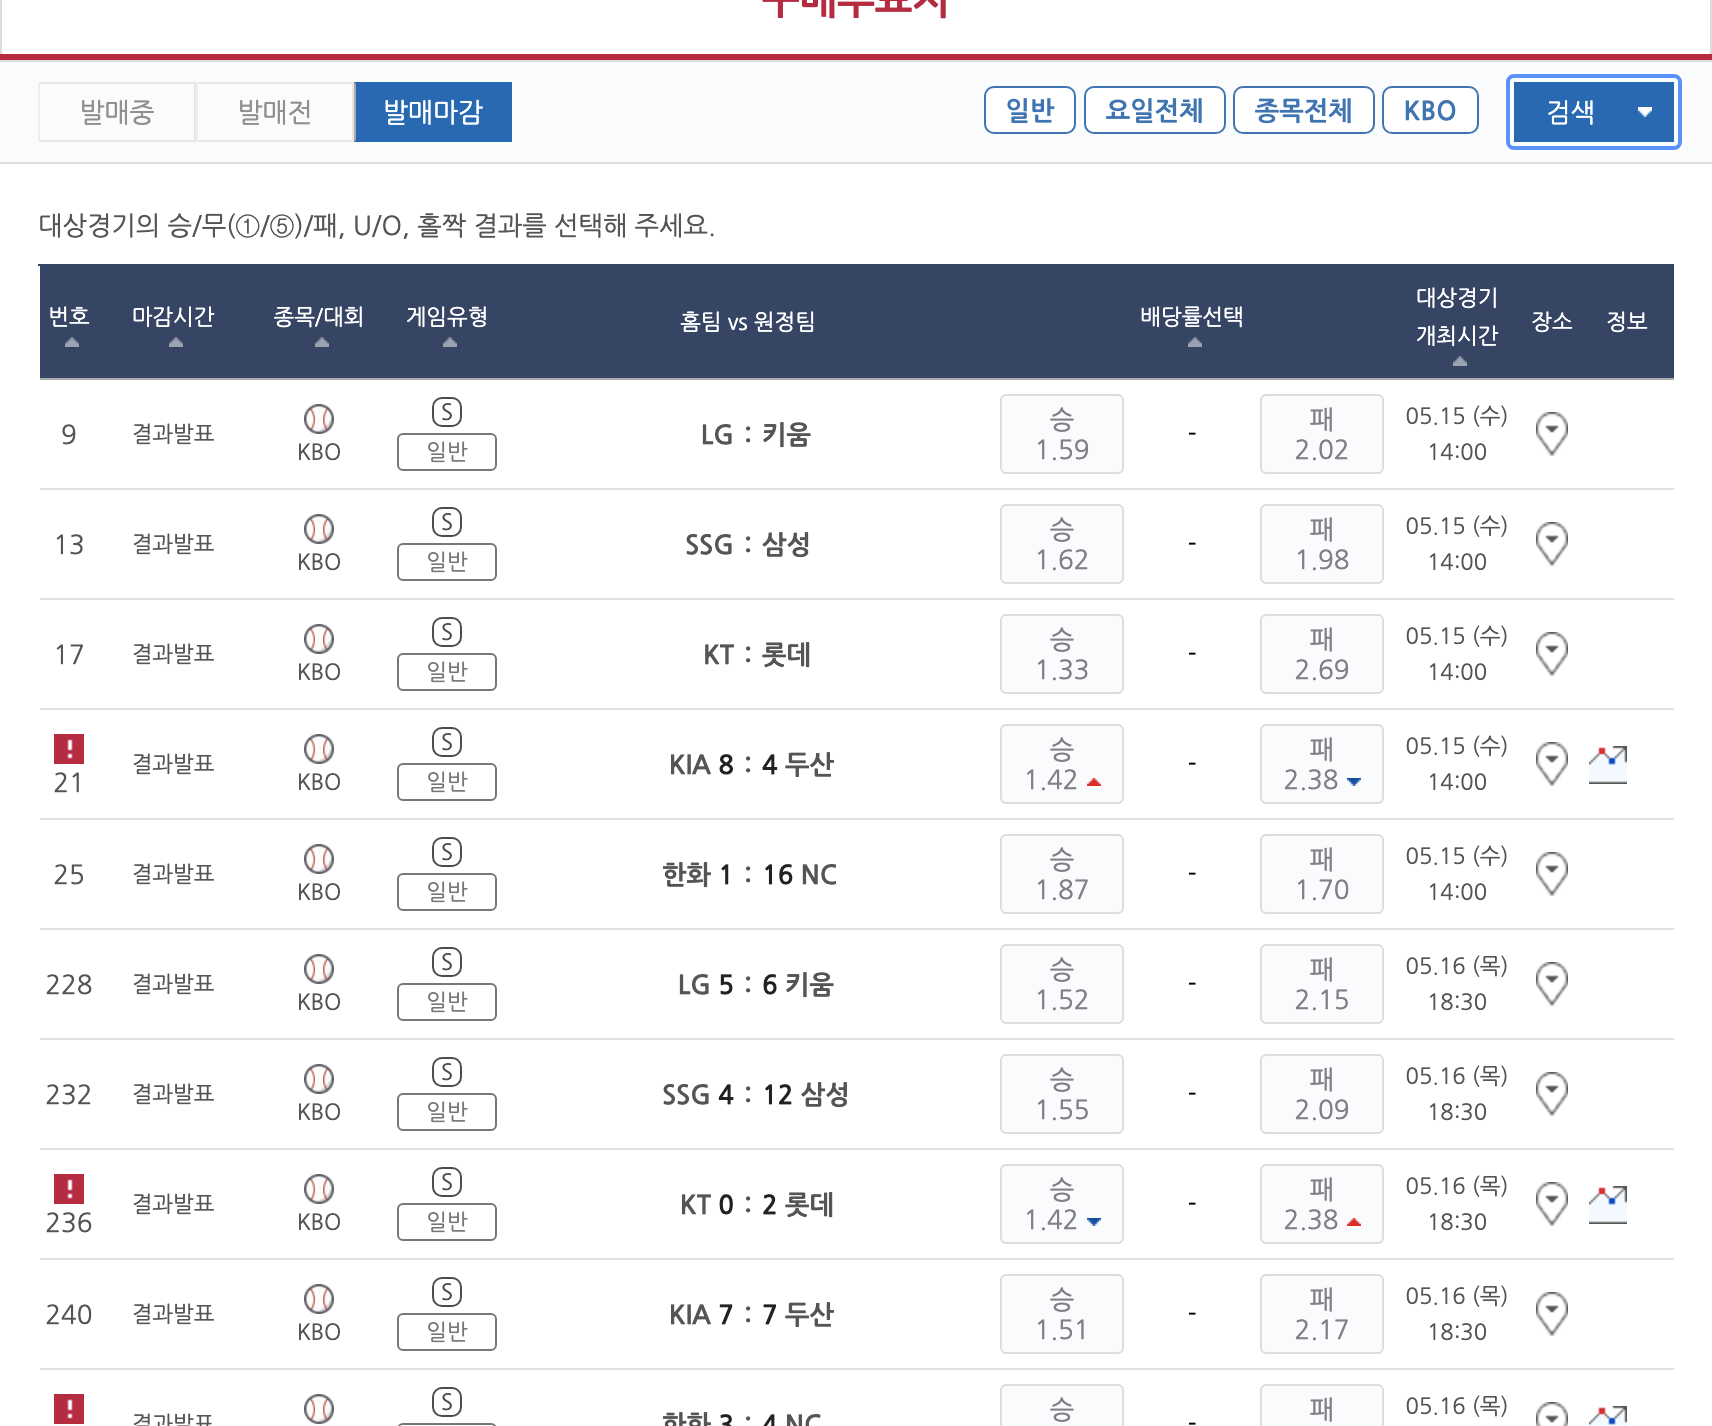 구매투표지
발매중 발매전 발매마감 일반 요일전체 종목전체 KBO 검색
대상경기의 승/무(①/⑤)/패, U/O, 홀짝 결과를 선택해 주세요.
번호 마감시간 종목/대회 게임유형 홈팀 vs 원정팀 배당률선택 대상경기 개최시간 장소 정보
9 결과발표 KBO S 일반 LG : 키움 승 1.59 - 패 2.02 05.15 (수) 14:00
13 결과발표 KBO S 일반 SSG : 삼성 승 1.62 - 패 1.98 05.15 (수) 14:00
17 결과발표 KBO S 일반 KT : 롯데 승 1.33 - 패 2.69 05.15 (수) 14:00
! 21 결과발표 KBO S 일반 KIA 8 : 4 두산 승 1.42 - 패 2.38 05.15 (수) 14:00
25 결과발표 KBO S 일반 한화 1 : 16 NC 승 1.87 - 패 1.70 05.15 (수) 14:00
228 결과발표 KBO S 일반 LG 5 : 6 키움 승 1.52 - 패 2.15 05.16 (목) 18:30
232 결과발표 KBO S 일반 SSG 4 : 12 삼성 승 1.55 - 패 2.09 05.16 (목) 18:30
! 236 결과발표 KBO S 일반 KT 0 : 2 롯데 승 1.42 - 패 2.38 05.16 (목) 18:30
240 결과발표 KBO S 일반 KIA 7 : 7 두산 승 1.51 - 패 2.17 05.16 (목) 18:30
! 결과발표 S 한화 3 : 4 NC 승 - 패 05.16 (목)